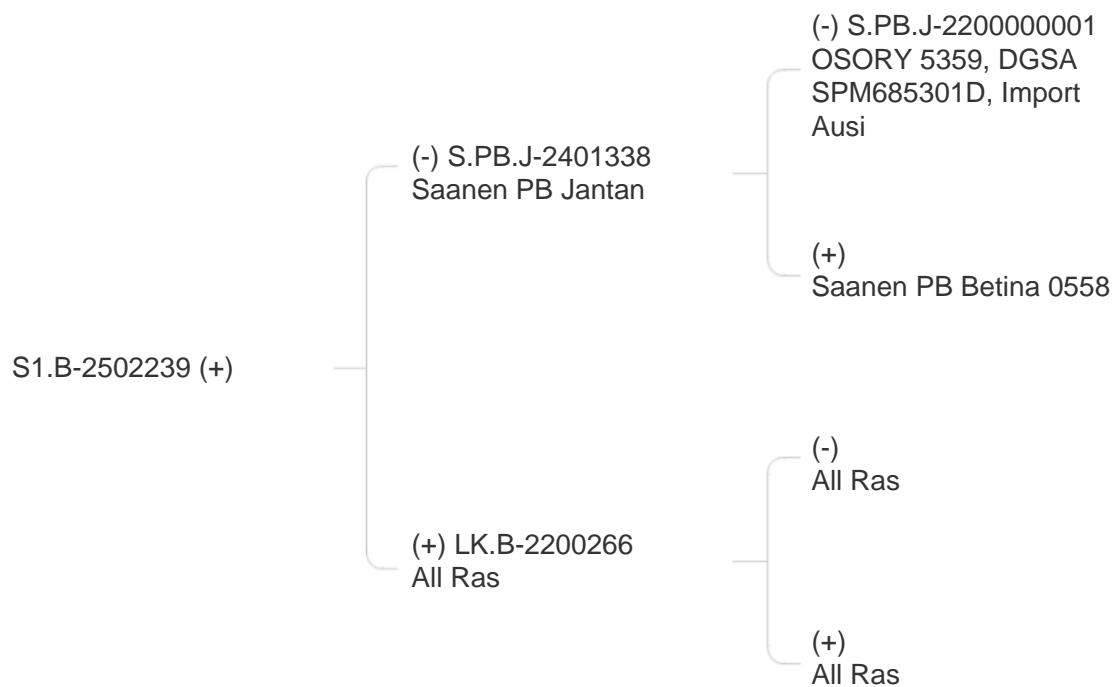 (-) S.PB.J-2200000001
OSORY 5359, DGSA
SPM685301D, Import
Ausi
(-) S.PB.J-2401338
Saanen PB Jantan
(+)
Saanen PB Betina 0558
S1.B-2502239 (+)
(-)
All Ras
(+) LK.B-2200266
All Ras
(+)
All Ras